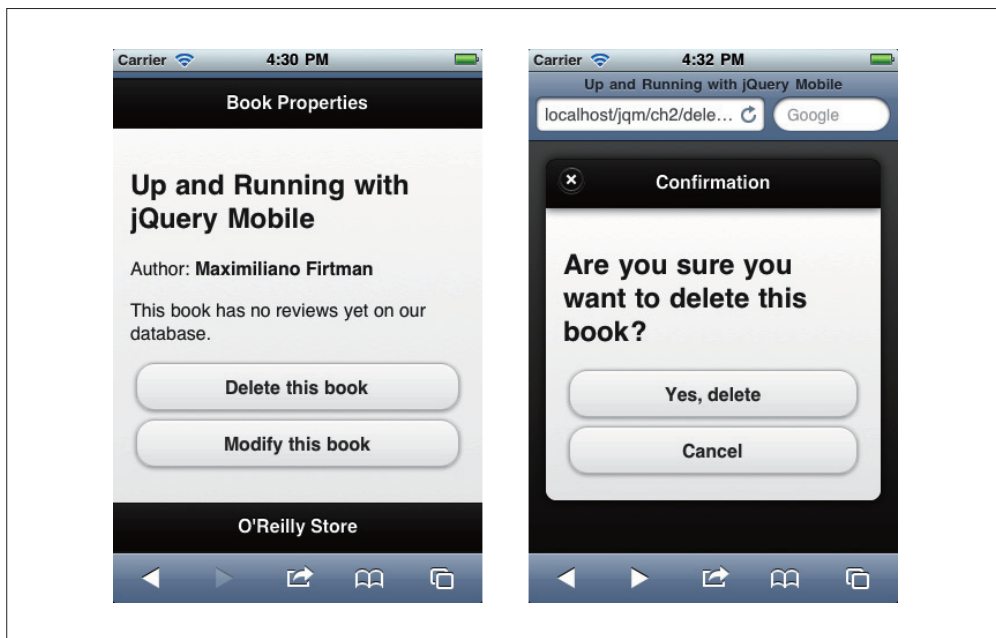 Carrier 4:30 PM
Book Properties
Up and Running with
jQuery Mobile
Author: Maximiliano Firtman
This book has no reviews yet on our
database.
Delete this book
Modify this book
O'Reilly Store
Carrier 4:32 PM
Up and Running with jQuery Mobile
localhost/jqm/ch2/dele... Google
Confirmation
Are you sure you
want to delete this
book?
Yes, delete
Cancel